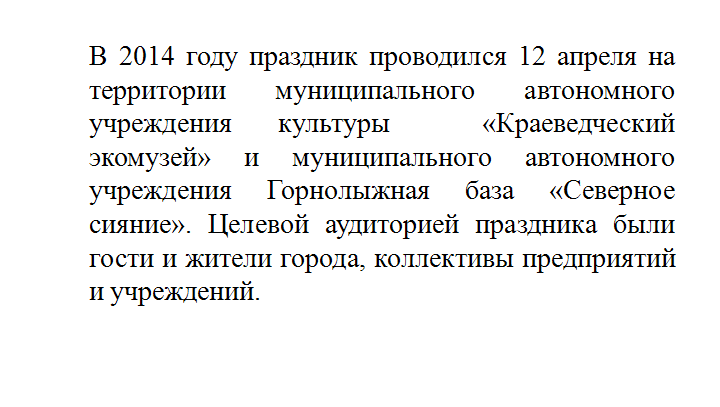 В 2014 году праздник проводился 12 апреля на
территории муниципального автономного
учреждения культуры «Краеведческий
экомузей» и муниципального автономного
учреждения Горнолыжная база «Северное
сияние». Целевой аудиторией праздника были
гости и жители города, коллективы предприятий
и учреждений.